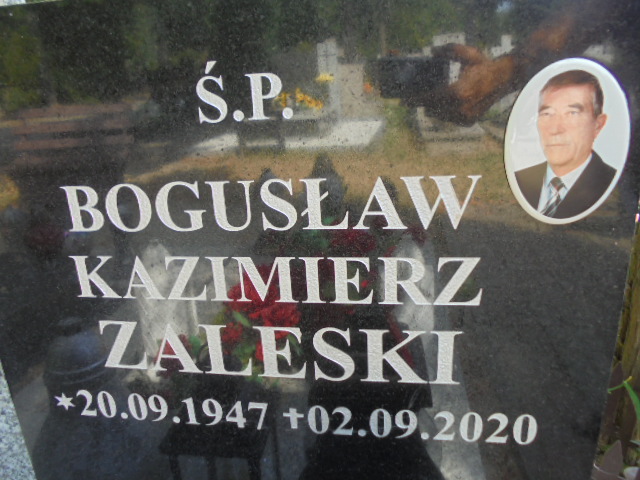 Ś.P.
BOGUSŁAW
KAZIMIERZ
ZALESKI
*20.09.1947 ✝02.09.2020